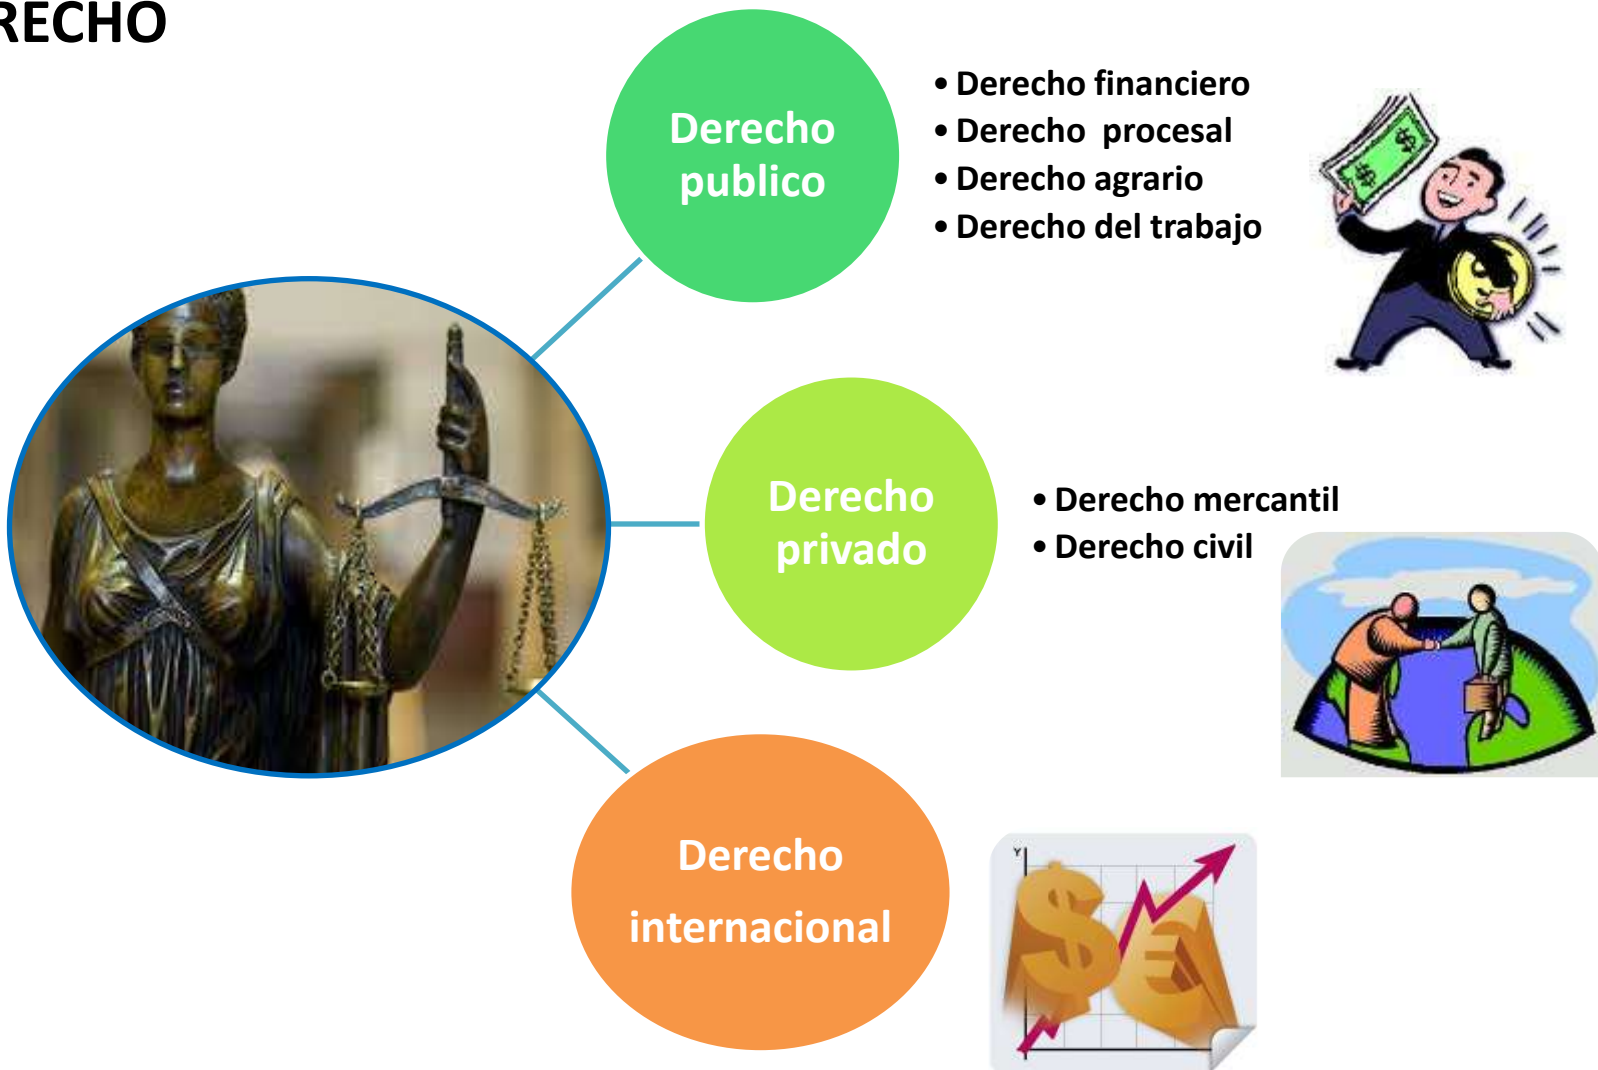 RECHO
Derecho
publico
• Derecho financiero
• Derecho procesal
• Derecho agrario
• Derecho del trabajo
Derecho
privado
• Derecho mercantil
• Derecho civil
Derecho
internacional
$
$
Y
$
€